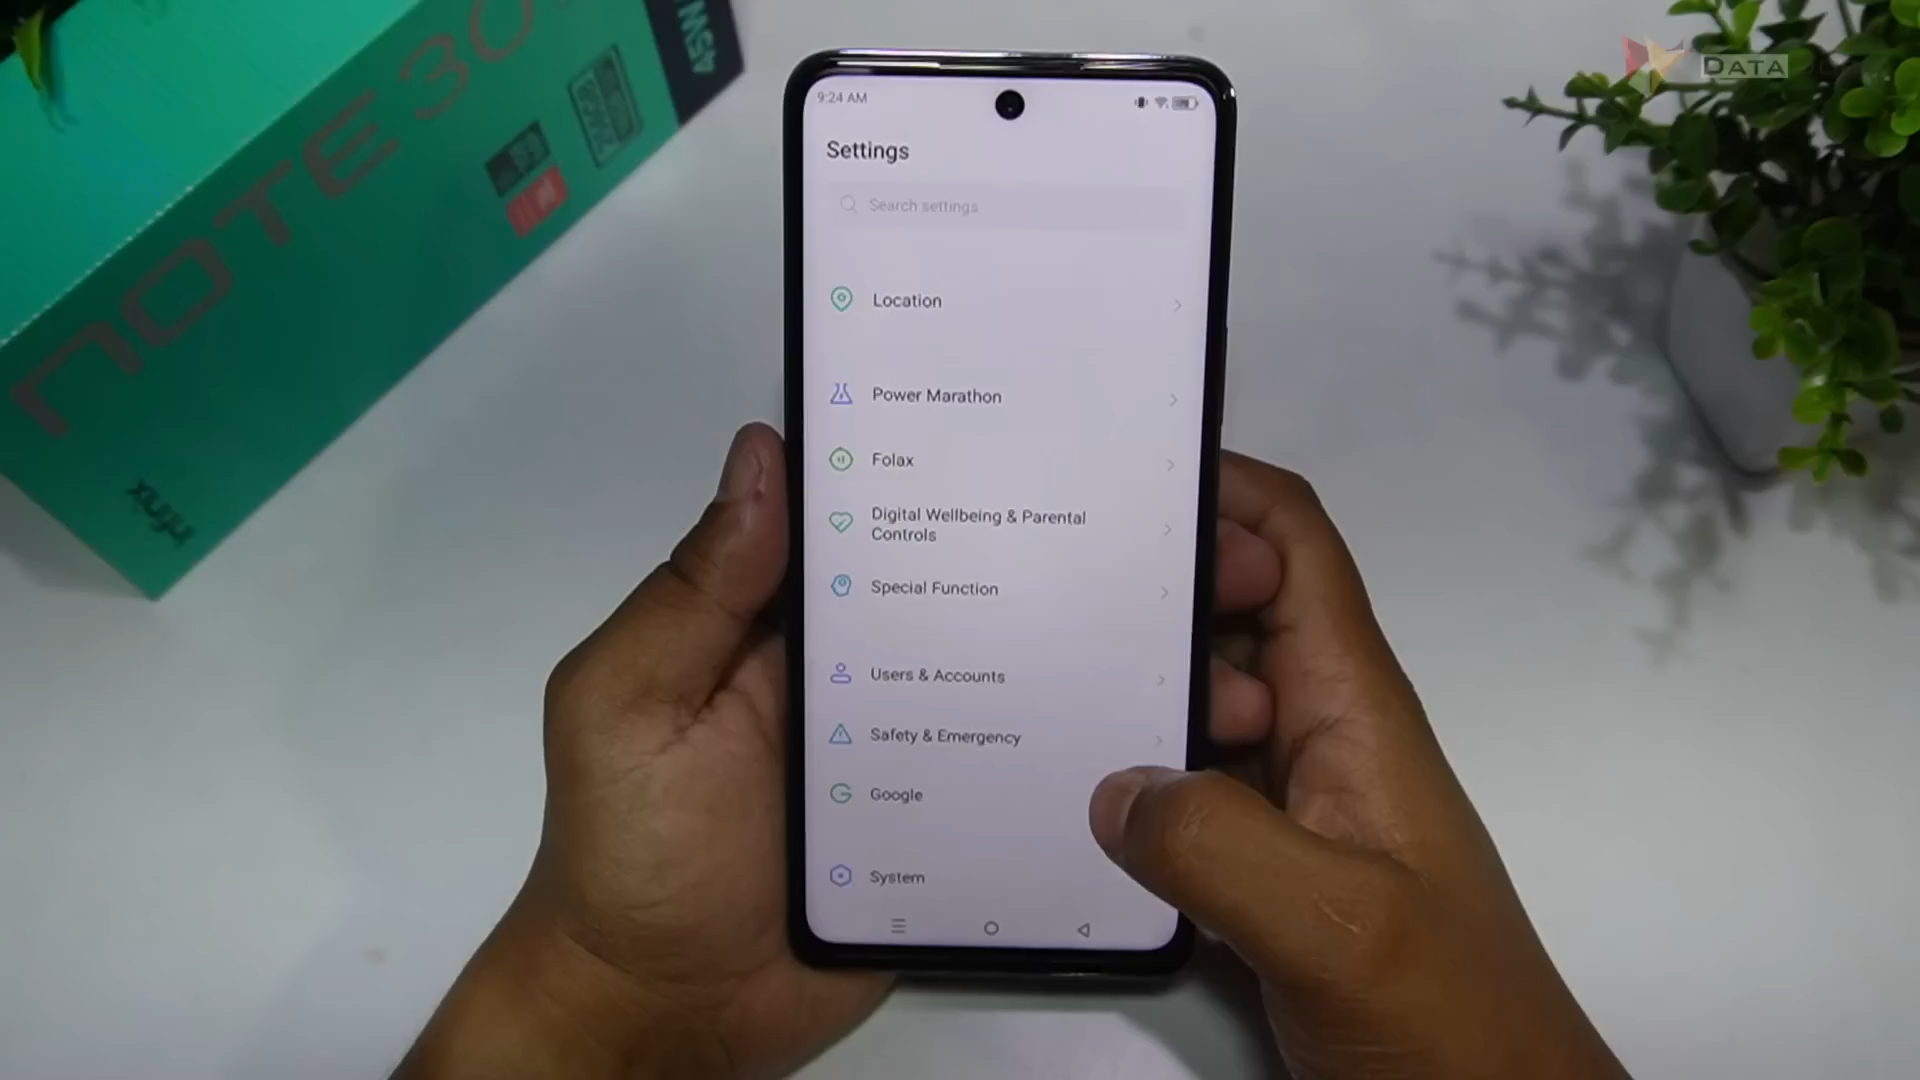 NOTE 30
45W
Infinix
DATA
9:24 AM
Settings
Search settings
Location
Power Marathon
Folax
Digital Wellbeing & Parental
Controls
Special Function
Users & Accounts
Safety & Emergency
Google
System